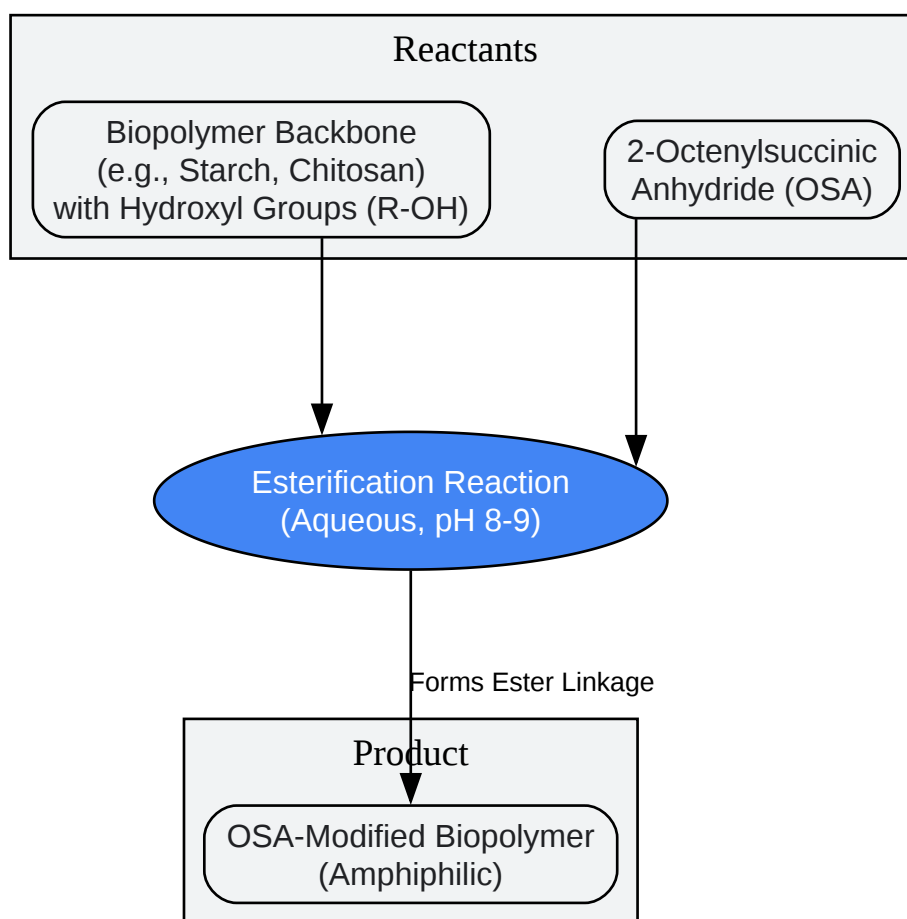 Reactants
Biopolymer Backbone
(e.g., Starch, Chitosan)
with Hydroxyl Groups (R-OH)
2-Octenylsuccinic
Anhydride (OSA)
Esterification Reaction
(Aqueous, pH 8-9)
Forms Ester Linkage
Product
OSA-Modified Biopolymer
(Amphiphilic)